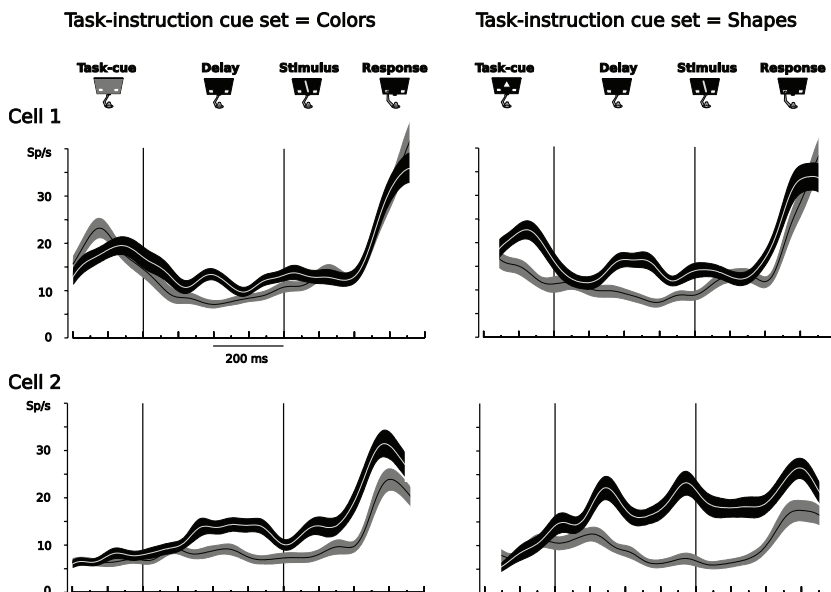 Task-instruction cue set = Colors
Task-instruction cue set = Shapes
Task-cue Delay Stimulus Response
Task-cue Delay Stimulus Response
Cell 1
Sp/s
30
20
10
0
200 ms
Cell 2
Sp/s
30
20
10
0